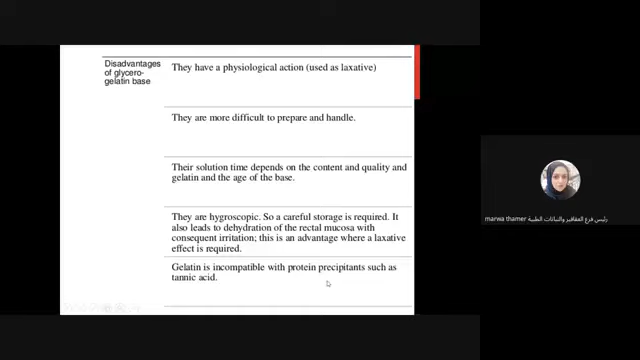 Disadvantages
of glycero-
gelatin base
They have a physiological action (used as laxative)
They are more difficult to prepare and handle.
Their solution time depends on the content and quality and
gelatin and the age of the base.
They are hygroscopic. So a careful storage is required. It
also leads to dehydration of the rectal mucosa with
consequent irritation; this is an advantage where a laxative
effect is required.
Gelatin is incompatible with protein precipitants such as
tannic acid.
marwa thamer رئيس فرع العقاقير والنباتات الطبية